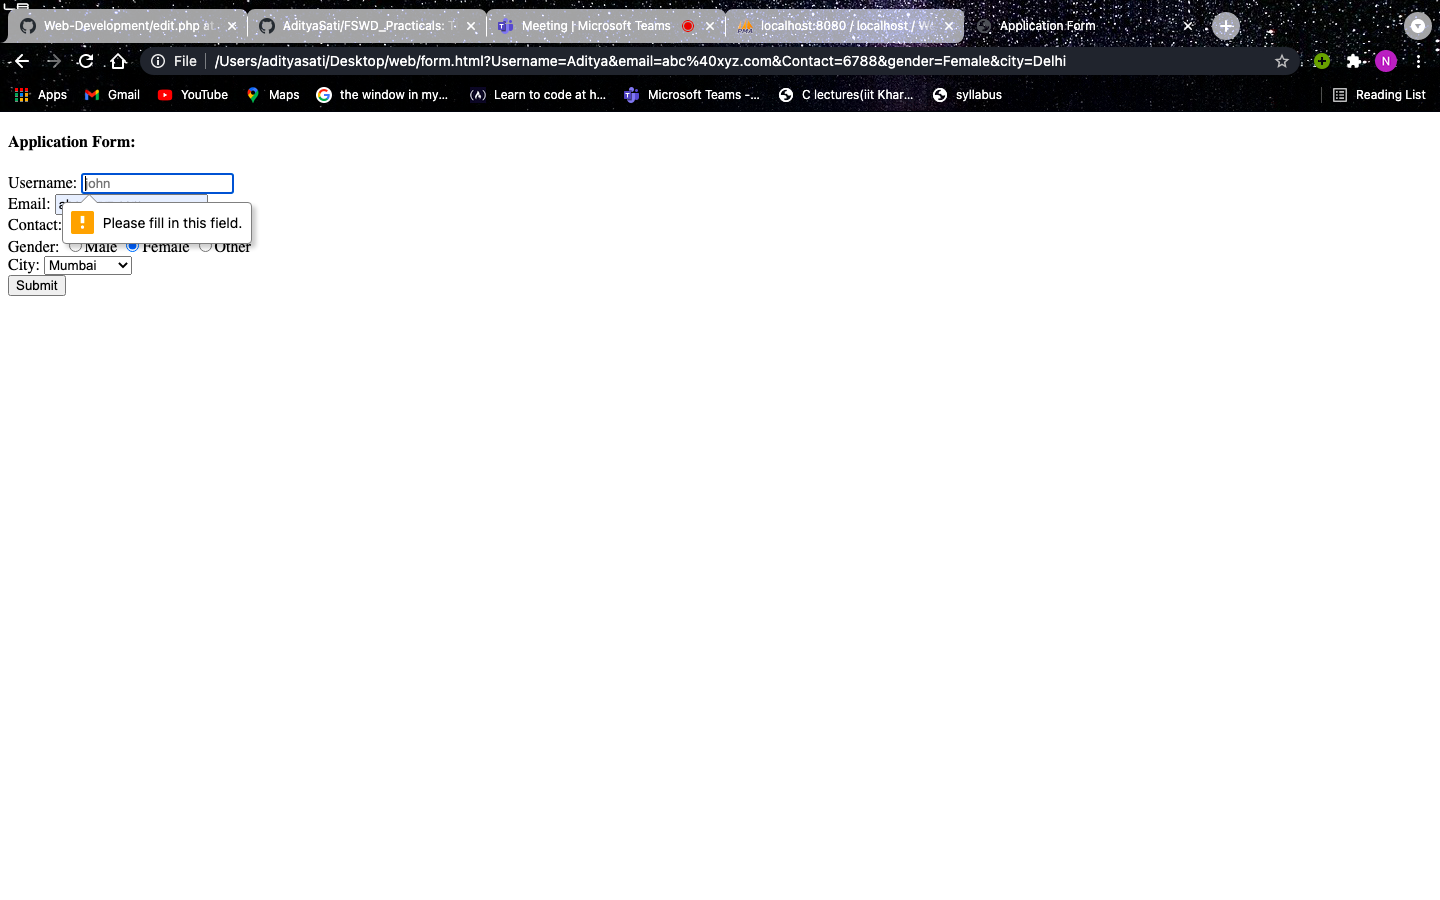 Web-Development/edit.php at
AdityaSati/FSWD_Practicals: T
Meeting | Microsoft Teams
localhost:8080 / localhost /
Application Form
File /Users/adityasati/Desktop/web/form.html?Username=Aditya&email=abc%40xyz.com&Contact=6788&gender=Female&city=Delhi
N
Apps Gmail YouTube Maps the window in my... Learn to code at h... Microsoft Teams -... C lectures(iit Khar... syllabus Reading List
Application Form:
Username: john
Email:
Please fill in this field.
Contact:
Gender: Male Female Other
City: Mumbai
Submit